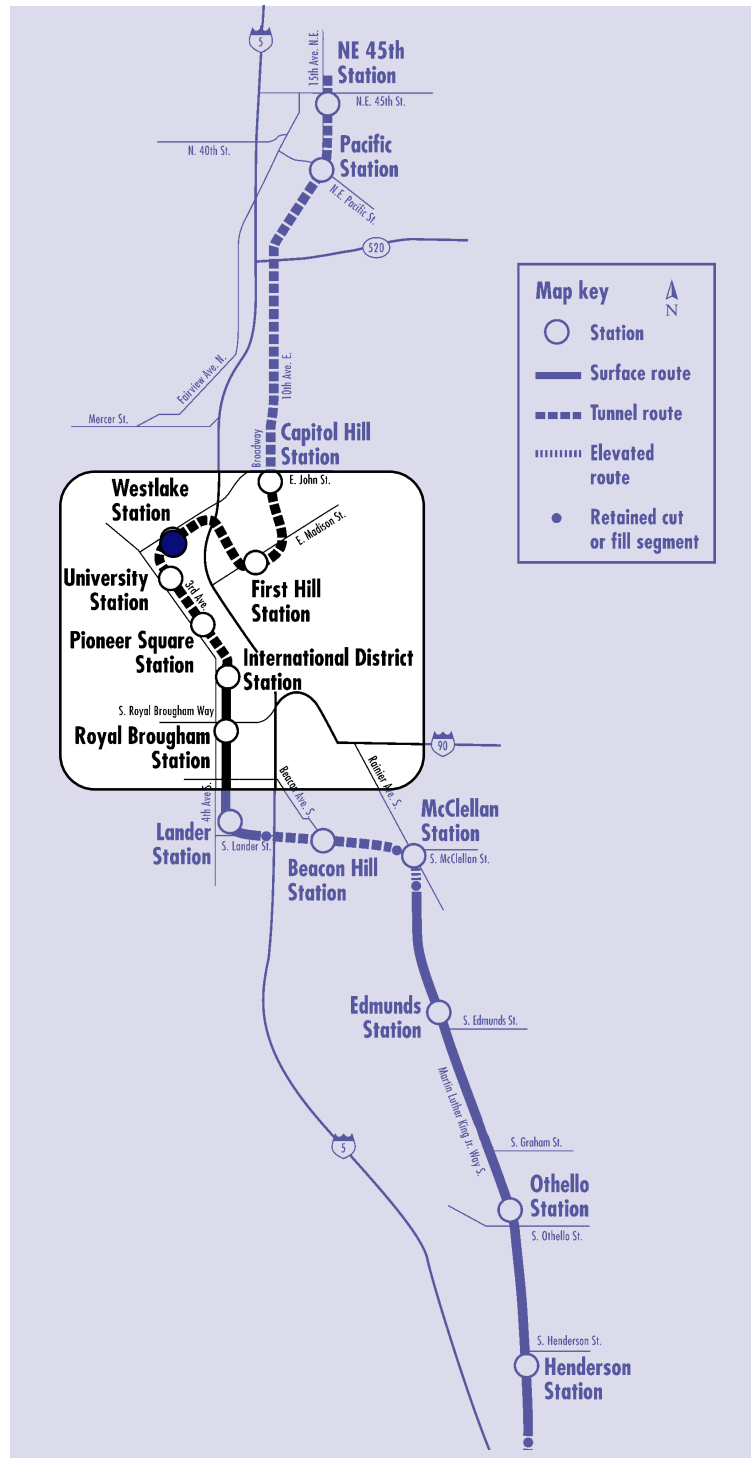 5
15th Ave. N.E.
NE 45th
Station
N.E. 45th St.
N. 40th St.
Pacific
Station
N.E. Pacific St.
520
Map key
N
Station
Surface route
Tunnel route
Elevated
route
Retained cut
or fill segment
Fairview Ave. N.
10th Ave. E.
Mercer St.
Broadway
Capitol Hill
Station
E. John St.
Westlake
Station
E. Madison St.
University
Station
3rd Ave.
First Hill
Station
Pioneer Square
Station
International District
Station
S. Royal Brougham Way
Royal Brougham
Station
90
Rainier Ave. S.
Beacon Ave. S.
4th Ave S.
McClellan
Station
Lander
Station
S. Lander St.
Beacon Hill
Station
S. McClellan St.
Edmunds
Station
S. Edmunds St.
Martin Luther King Jr. Way S.
5
S. Graham St.
Othello
Station
S. Othello St.
S. Henderson St.
Henderson
Station